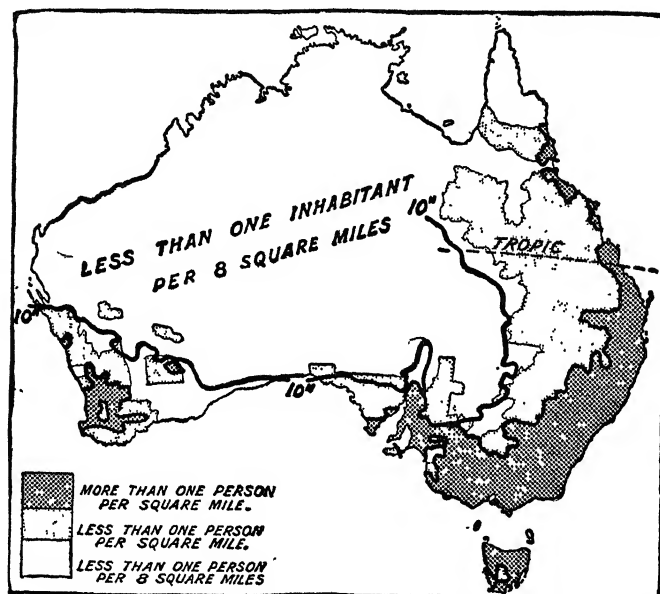 LESS THAN ONE INHABITANT
PER 8 SQUARE MILES
10"
TROPIC
10"
10"
MORE THAN ONE PERSON
PER SQUARE MILE.
LESS THAN ONE PERSON
PER SQUARE MILE.
LESS THAN ONE PERSON
PER 8 SQUARE MILES